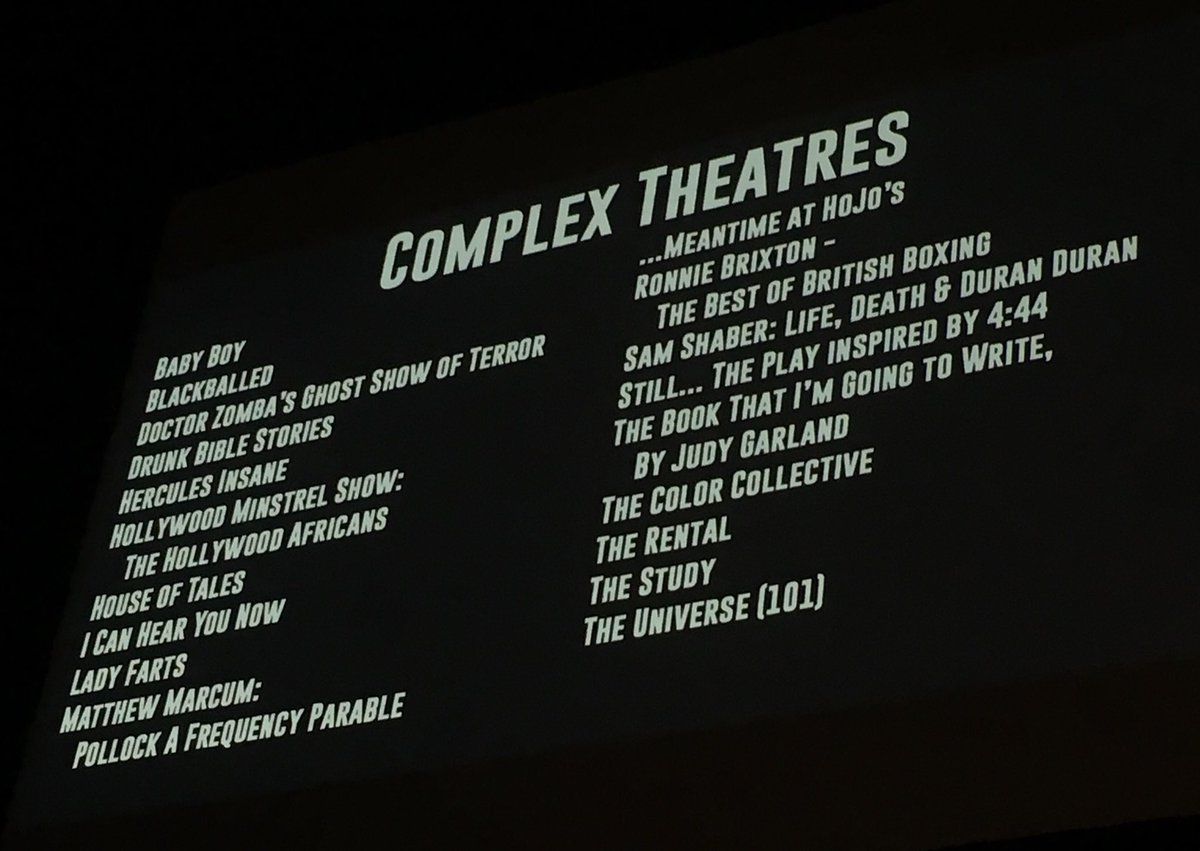 Complex Theatres
Baby Boy
Blackballed
Doctor Zomba's Ghost Show of Terror
Drunk Bible Stories
Hercules Insane
Hollywood Minstrel Show:
The Hollywood Africans
House of Tales
I Can Hear You Now
Lady Farts
Matthew Marcum:
Pollock A Frequency Parable
...Meantime at HoJo's
Ronnie Brixton -
The Best of British Boxing
Sam Shaber: Life, Death & Duran Duran
Still... The Play inspired by 4:44
The Book That I'm Going to Write,
by Judy Garland
The Color Collective
The Rental
The Study
The Universe (101)